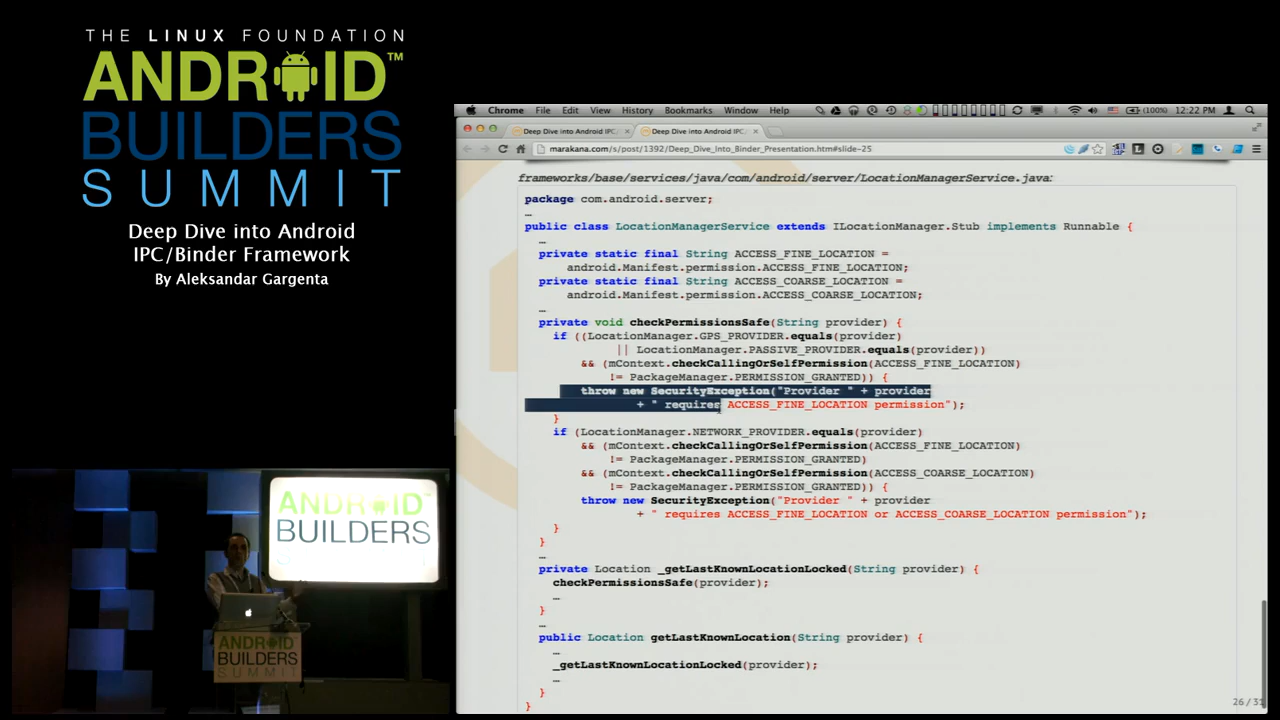 THE LINUX FOUNDATION
ANDROID™
BUILDERS
SUMMIT
Deep Dive into Android
IPC/Binder Framework
By Aleksandar Gargenta
Chrome File Edit View History Bookmarks Window Help (100%) 12:22 PM
Deep Dive into Android IPC/ × Deep Dive into Android IPC/ ×
marakana.com/s/post/1392/Deep_Dive_Into_Binder_Presentation.htm#slide-25
frameworks/base/services/java/com/android/server/LocationManagerService.java:
package com.android.server;
…
public class LocationManagerService extends ILocationManager.Stub implements Runnable {
…
private static final String ACCESS_FINE_LOCATION =
android.Manifest.permission.ACCESS_FINE_LOCATION;
private static final String ACCESS_COARSE_LOCATION =
android.Manifest.permission.ACCESS_COARSE_LOCATION;
…
private void checkPermissionsSafe(String provider) {
if ((LocationManager.GPS_PROVIDER.equals(provider)
|| LocationManager.PASSIVE_PROVIDER.equals(provider))
&& (mContext.checkCallingOrSelfPermission(ACCESS_FINE_LOCATION)
!= PackageManager.PERMISSION_GRANTED)) {
throw new SecurityException("Provider " + provider
+ " requires ACCESS_FINE_LOCATION permission");
}
if (LocationManager.NETWORK_PROVIDER.equals(provider)
&& (mContext.checkCallingOrSelfPermission(ACCESS_FINE_LOCATION)
!= PackageManager.PERMISSION_GRANTED)
&& (mContext.checkCallingOrSelfPermission(ACCESS_COARSE_LOCATION)
!= PackageManager.PERMISSION_GRANTED)) {
throw new SecurityException("Provider " + provider
+ " requires ACCESS_FINE_LOCATION or ACCESS_COARSE_LOCATION permission");
}
}
…
private Location _getLastKnownLocationLocked(String provider) {
checkPermissionsSafe(provider);
…
}
…
public Location getLastKnownLocation(String provider) {
…
_getLastKnownLocationLocked(provider);
…
}
}
26 / 31
ANDROID™
BUILDERS
ANDROID
BUILDERS
SUMMIT